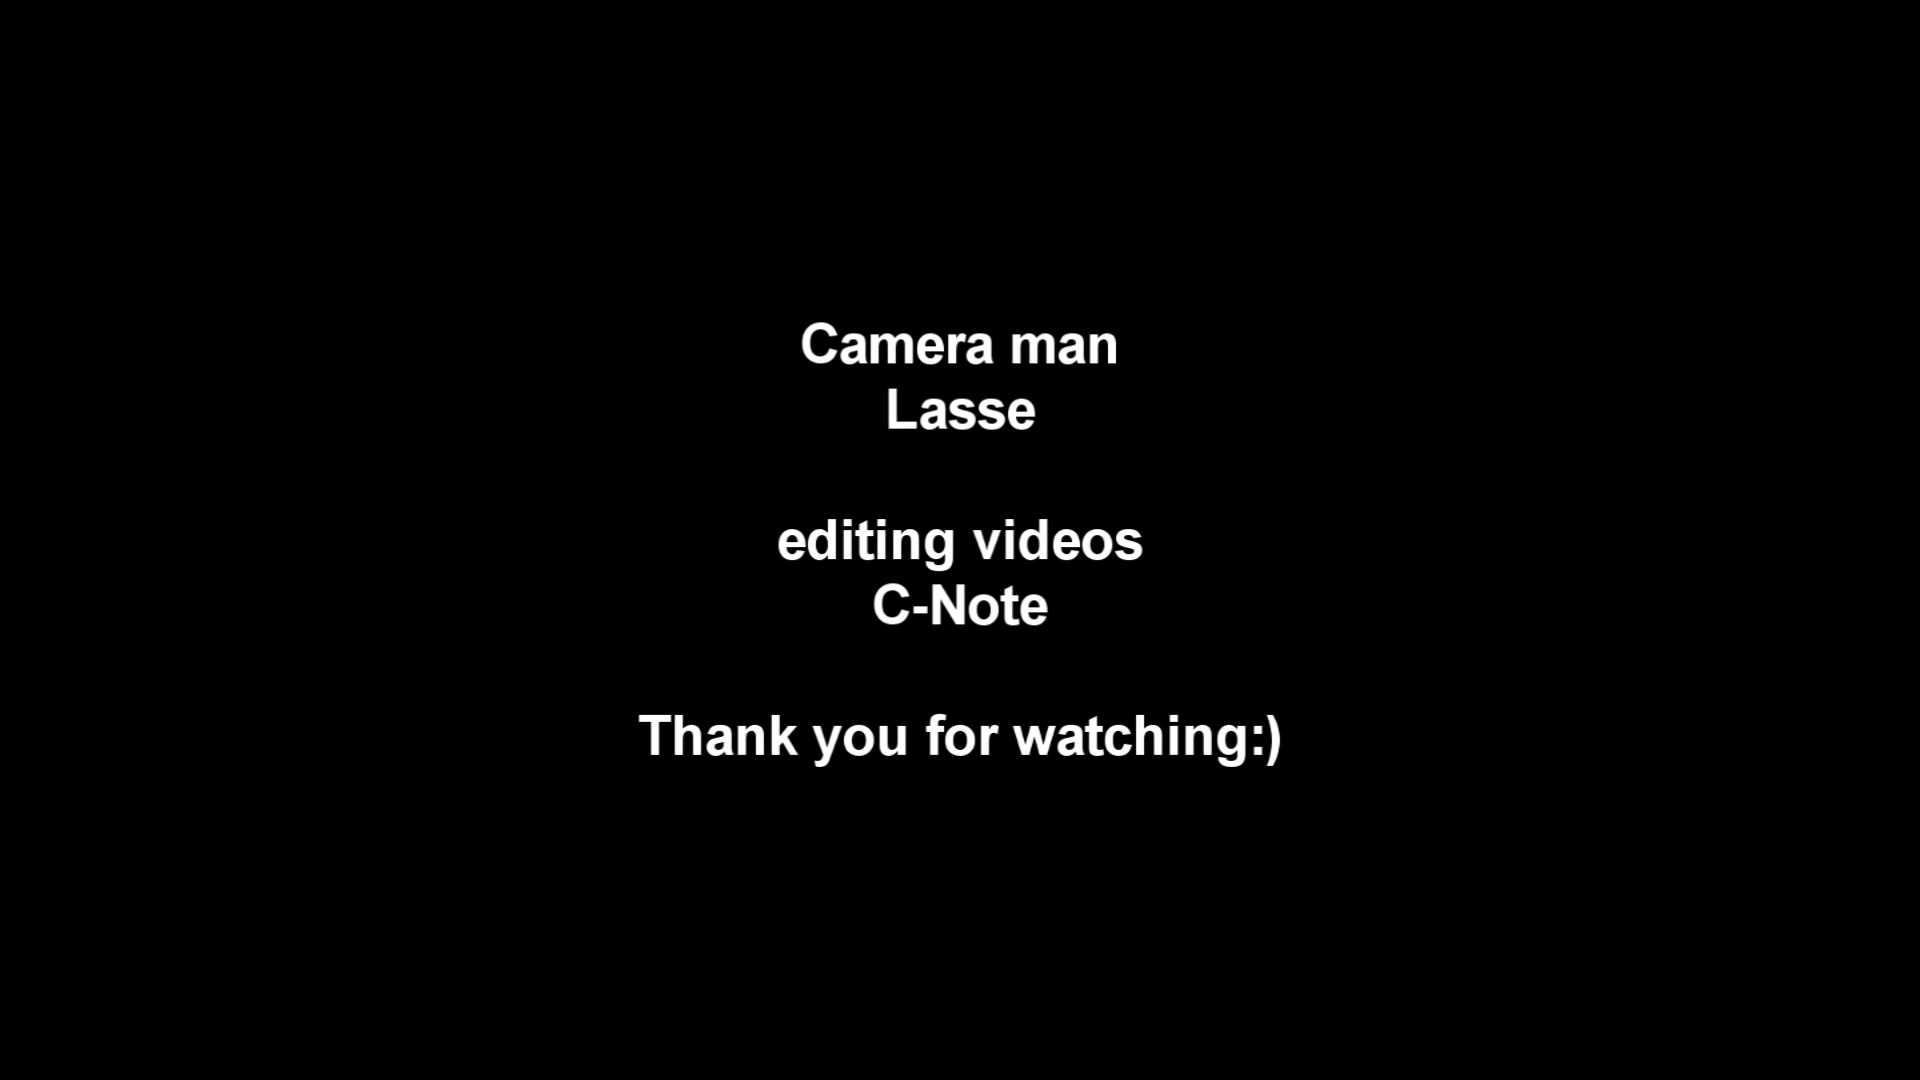 Camera man
Lasse
editing videos
C-Note
Thank you for watching:)